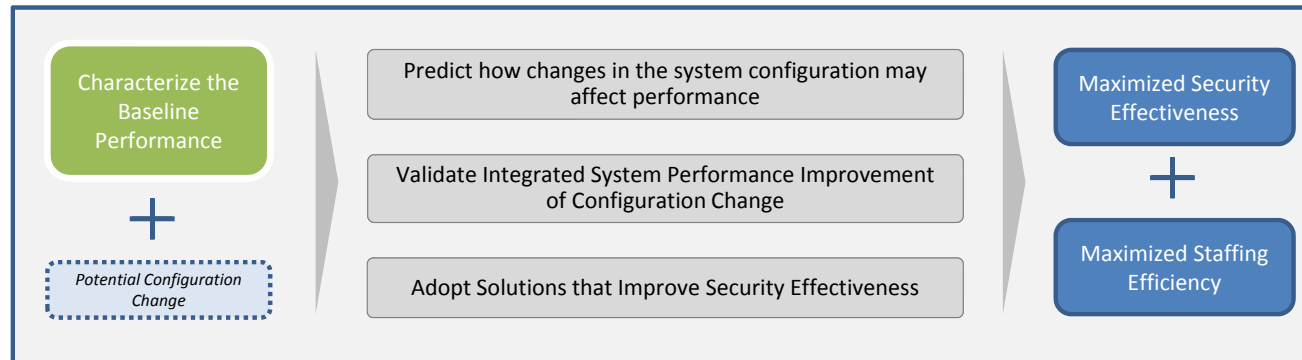 Characterize the
Baseline
Performance
+
Potential Configuration
Change
Predict how changes in the system configuration may
affect performance
Validate Integrated System Performance Improvement
of Configuration Change
Adopt Solutions that Improve Security Effectiveness
Maximized Security
Effectiveness
+
Maximized Staffing
Efficiency